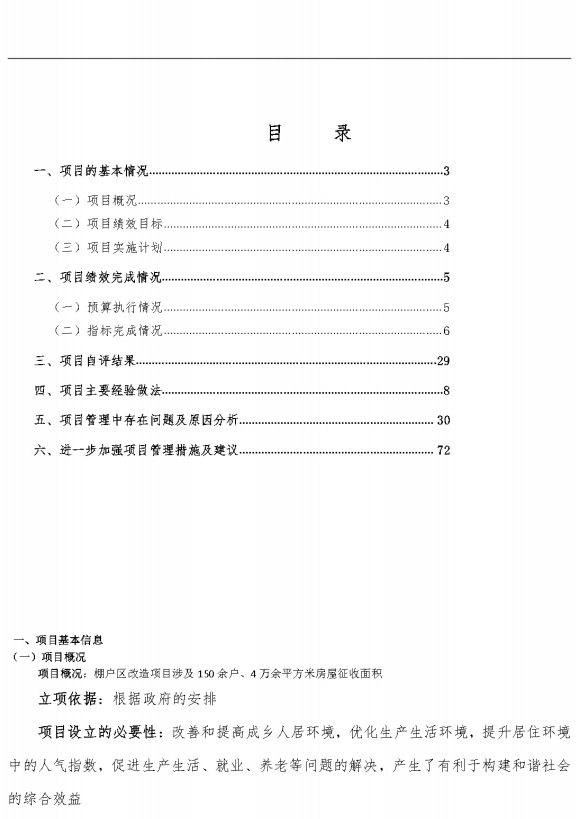 目 录
一、项目的基本情况........................3
（一）项目概况........................3
（二）项目绩效目标........................4
（三）项目实施计划........................4
二、项目绩效完成情况........................5
（一）预算执行情况........................5
（二）指标完成情况........................6
三、项目自评结果........................29
四、项目主要经验做法........................8
五、项目管理中存在问题及原因分析........................30
六、进一步加强项目管理措施及建议........................72
一、项目基本信息
（一）项目概况
项目概况：棚户区改造项目涉及 150 余户、4 万余平方米房屋征收面积
立项依据：根据政府的安排
项目设立的必要性：改善和提高成乡人居环境，优化生产生活环境，提升居住环境
中的人气指数，促进生产生活、就业、养老等问题的解决，产生了有利于构建和谐社会
的综合效益